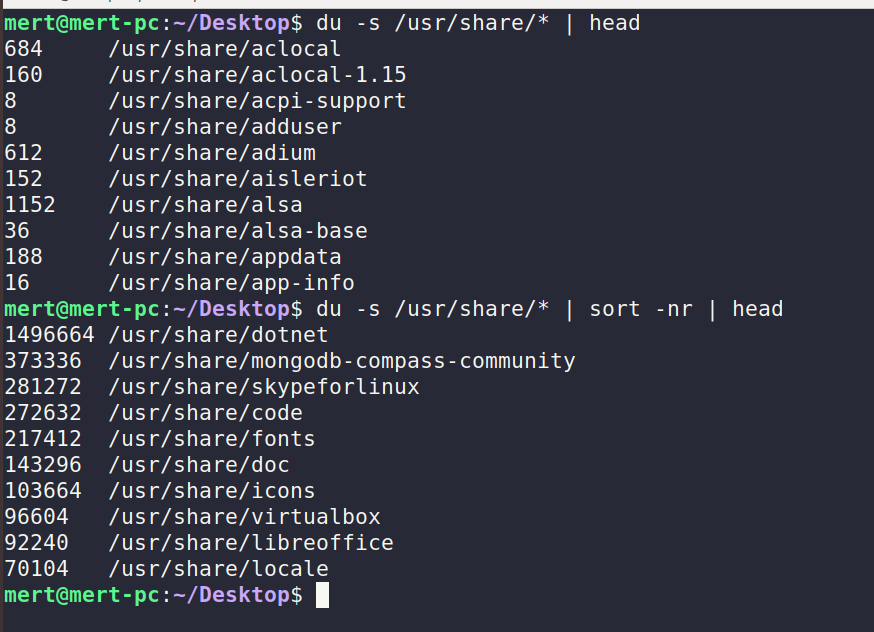 mert@mert-pc:~/Desktop$ du -s /usr/share/* | head
684     /usr/share/aclocal
160     /usr/share/aclocal-1.15
8       /usr/share/acpi-support
8       /usr/share/adduser
612     /usr/share/adium
152     /usr/share/aisleriot
1152    /usr/share/alsa
36      /usr/share/alsa-base
188     /usr/share/appdata
16      /usr/share/app-info
mert@mert-pc:~/Desktop$ du -s /usr/share/* | sort -nr | head
1496664 /usr/share/dotnet
373336  /usr/share/mongodb-compass-community
281272  /usr/share/skypeforlinux
272632  /usr/share/code
217412  /usr/share/fonts
143296  /usr/share/doc
103664  /usr/share/icons
96604   /usr/share/virtualbox
92240   /usr/share/libreoffice
70104   /usr/share/locale
mert@mert-pc:~/Desktop$